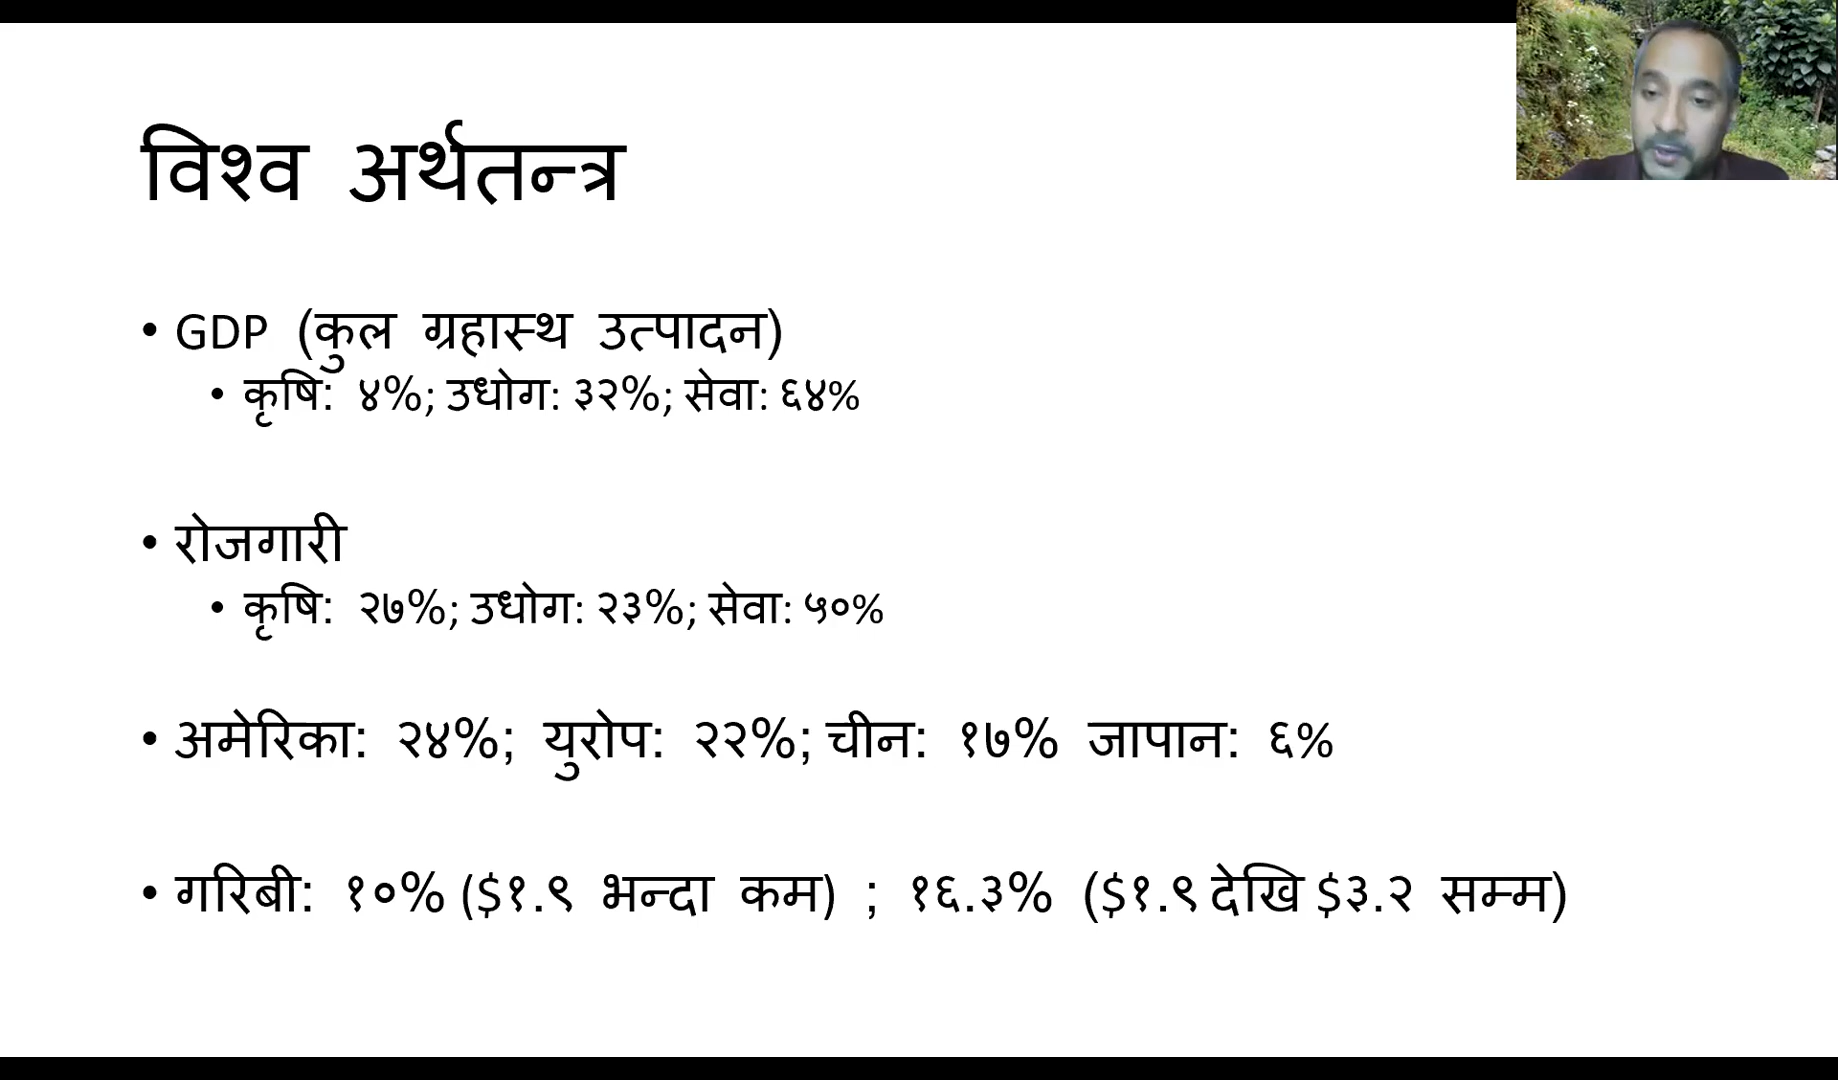 विश्व अर्थतन्त्र
• GDP (कुल ग्रहास्थ उत्पादन)
• कृषि: ४%; उधोग: ३२%; सेवा: ६४%
• रोजगारी
• कृषि: २७%; उधोग: २३%; सेवा: ५०%
• अमेरिका: २४%; युरोप: २२%; चीन: १७% जापान: ६%
• गरिबी: १०% ($१.९ भन्दा कम) ; १६.३% ($१.९ देखि $३.२ सम्म)